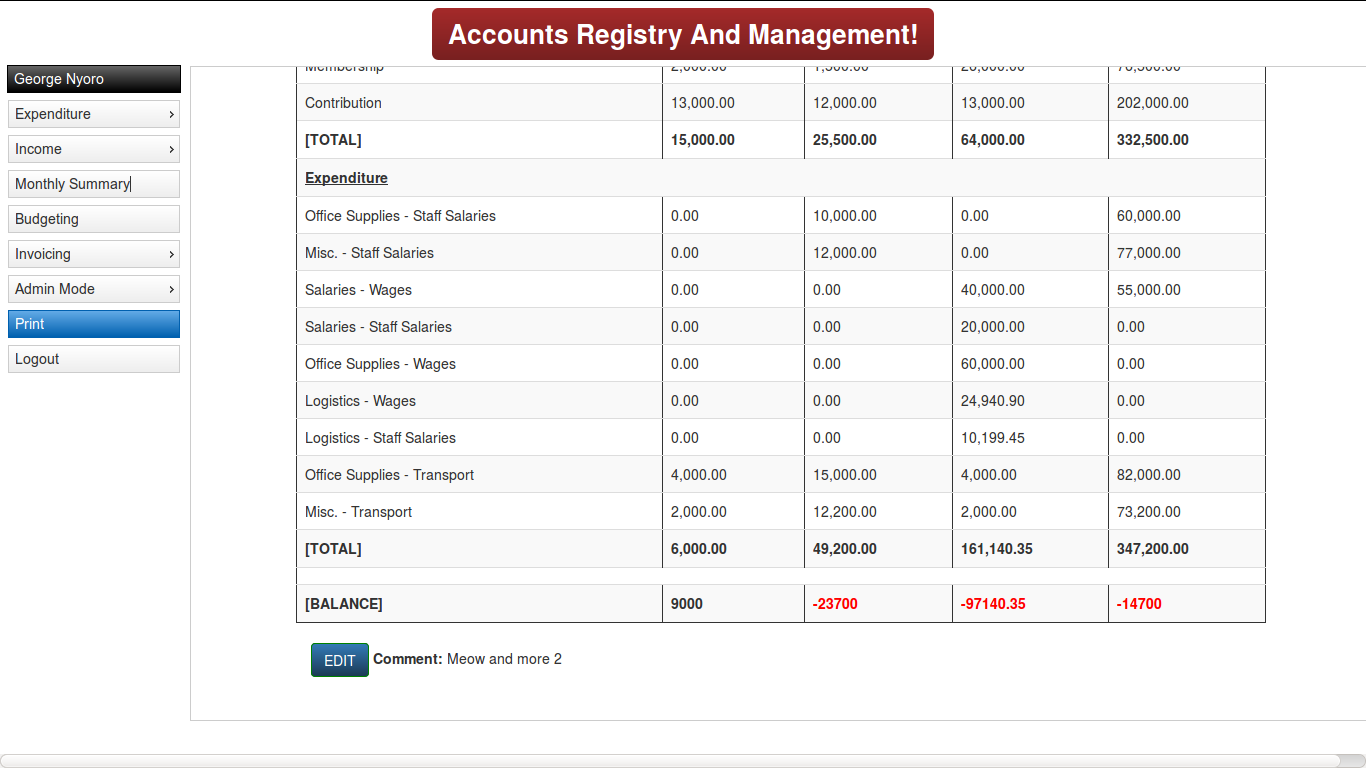 Accounts Registry And Management!
George Nyoro
Expenditure
Income
Monthly Summary
Budgeting
Invoicing
Admin Mode
Print
Logout
Membership
Contribution 13,000.00 12,000.00 13,000.00 202,000.00
[TOTAL] 15,000.00 25,500.00 64,000.00 332,500.00
Expenditure
Office Supplies - Staff Salaries 0.00 10,000.00 0.00 60,000.00
Misc. - Staff Salaries 0.00 12,000.00 0.00 77,000.00
Salaries - Wages 0.00 0.00 40,000.00 55,000.00
Salaries - Staff Salaries 0.00 0.00 20,000.00 0.00
Office Supplies - Wages 0.00 0.00 60,000.00 0.00
Logistics - Wages 0.00 0.00 24,940.90 0.00
Logistics - Staff Salaries 0.00 0.00 10,199.45 0.00
Office Supplies - Transport 4,000.00 15,000.00 4,000.00 82,000.00
Misc. - Transport 2,000.00 12,200.00 2,000.00 73,200.00
[TOTAL] 6,000.00 49,200.00 161,140.35 347,200.00
[BALANCE] 9000 -23700 -97140.35 -14700
EDIT Comment: Meow and more 2